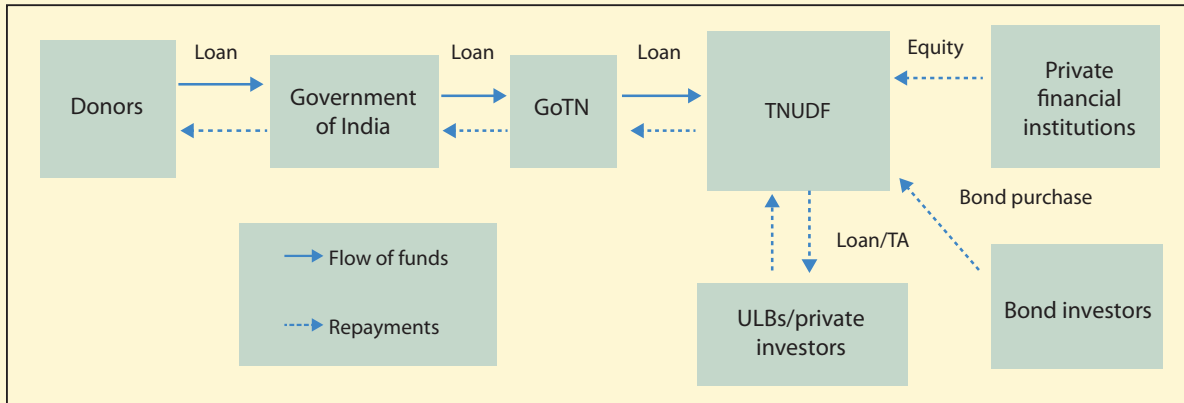 Donors
Loan
Government
of India
Loan
GoTN
Loan
TNUDF
Equity
Private
financial
institutions
Bond purchase
Bond investors
Loan/TA
ULBs/private
investors
Flow of funds
Repayments